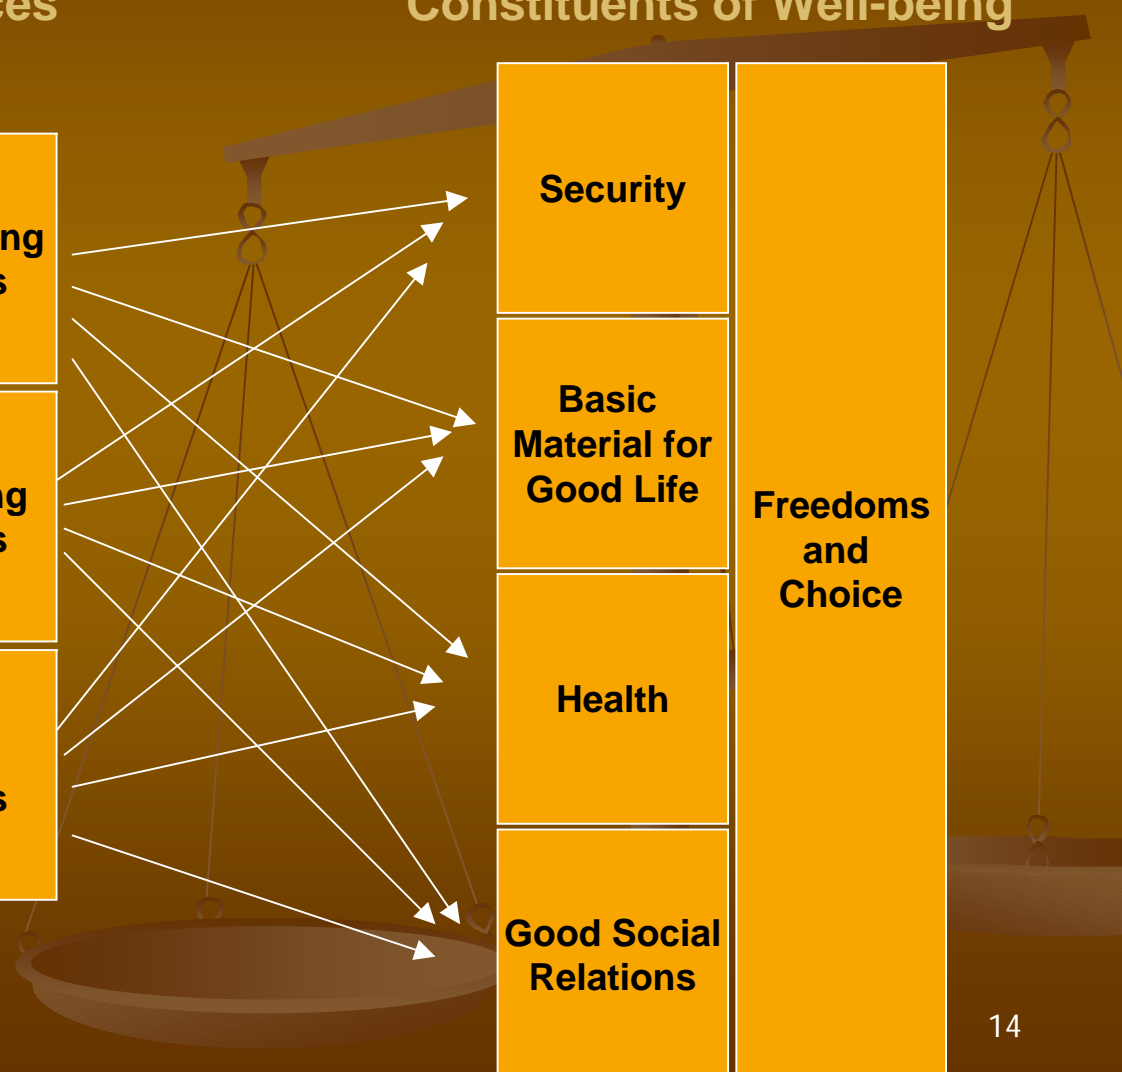 Constituents of Well-being
Security
Basic
Material for
Good Life
Health
Good Social
Relations
Freedoms
and
Choice
14